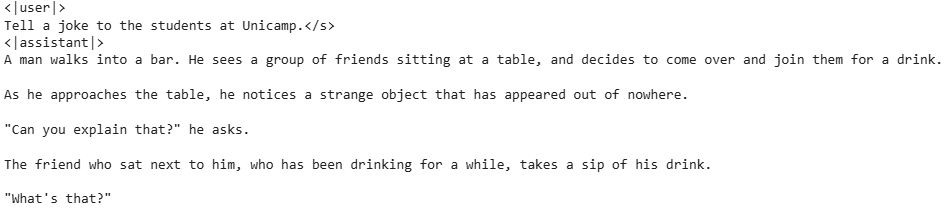 <|user|>
Tell a joke to the students at Unicamp.</s>
<|assistant|>
A man walks into a bar. He sees a group of friends sitting at a table, and decides to come over and join them for a drink.
As he approaches the table, he notices a strange object that has appeared out of nowhere.
"Can you explain that?" he asks.
The friend who sat next to him, who has been drinking for a while, takes a sip of his drink.
"What's that?"